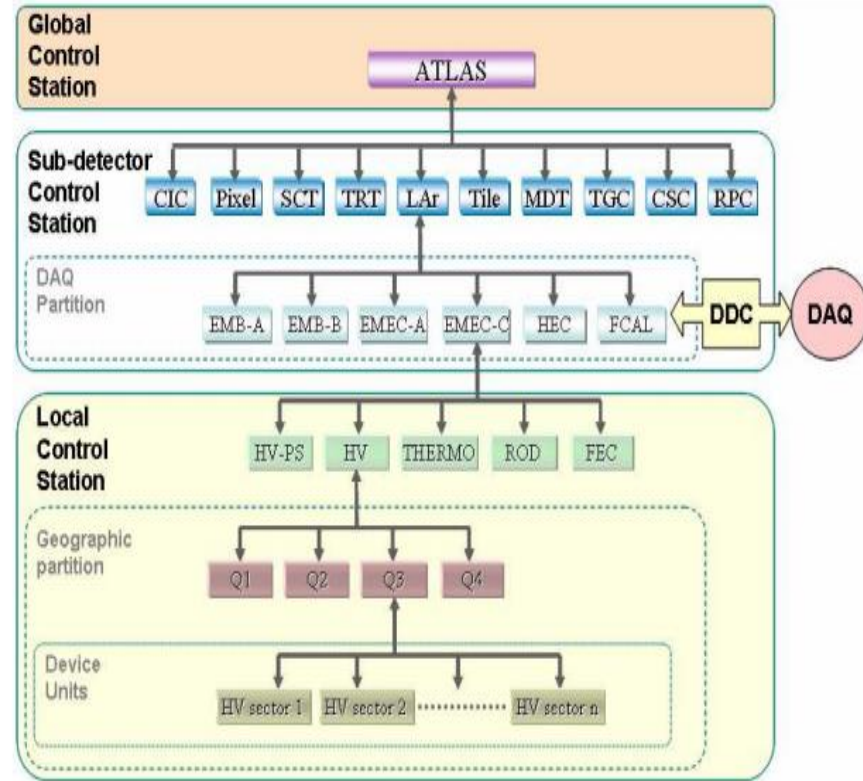 Global
Control
Station
ATLAS
Sub-detector
Control
Station
CIC Pixel SCT TRT LAr Tile MDT TGC CSC RPC
DAQ
Partition
EMB-A EMB-B EMEC-A EMEC-C HEC FCAL
DDC
DAQ
Local
Control
Station
HV-PS HV THERMO ROD FEC
Geographic
partition
Q1 Q2 Q3 Q4
Device
Units
HV sector 1 HV sector 2 ................ HV sector n